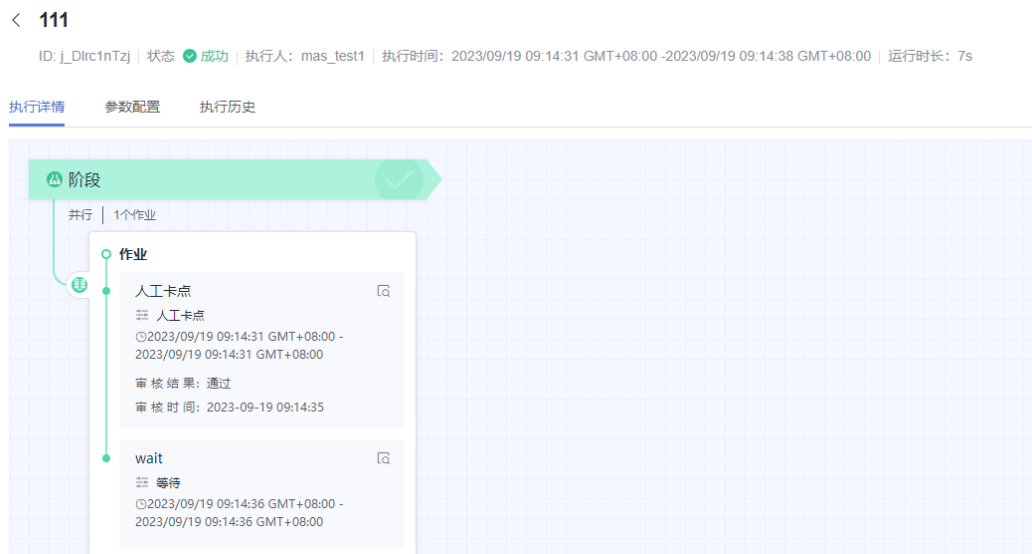 111
ID: j_DIrc1nTzj 状态 成功 执行人：mas_test1 执行时间：2023/09/19 09:14:31 GMT+08:00 -2023/09/19 09:14:38 GMT+08:00 运行时长：7s
执行详情 参数配置 执行历史
阶段
并行 1个作业
作业
人工卡点
人工卡点
2023/09/19 09:14:31 GMT+08:00 -
2023/09/19 09:14:31 GMT+08:00
审 核 结 果：通过
审 核 时 间：2023-09-19 09:14:35
wait
等待
2023/09/19 09:14:36 GMT+08:00 -
2023/09/19 09:14:36 GMT+08:00